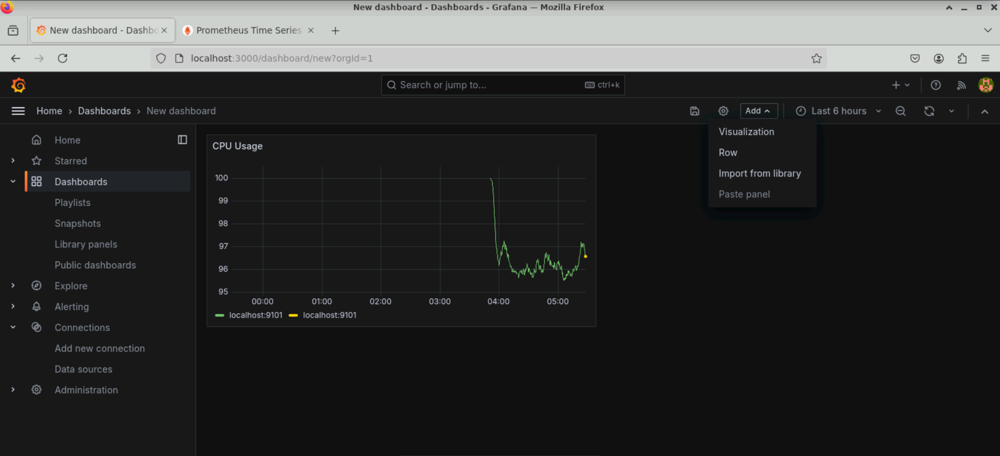 New dashboard - Dashboards - Grafana — Mozilla Firefox
New dashboard - Dashbo
Prometheus Time Series
localhost:3000/dashboard/new?orgId=1
Search or jump to...
ctrl+k
Home › Dashboards › New dashboard
Add
Last 6 hours
Visualization
Row
Import from library
Paste panel
Home
Starred
Dashboards
Playlists
Snapshots
Library panels
Public dashboards
Explore
Alerting
Connections
Add new connection
Data sources
Administration
CPU Usage
100
99
98
97
96
95
00:00 01:00 02:00 03:00 04:00 05:00
localhost:9101 localhost:9101